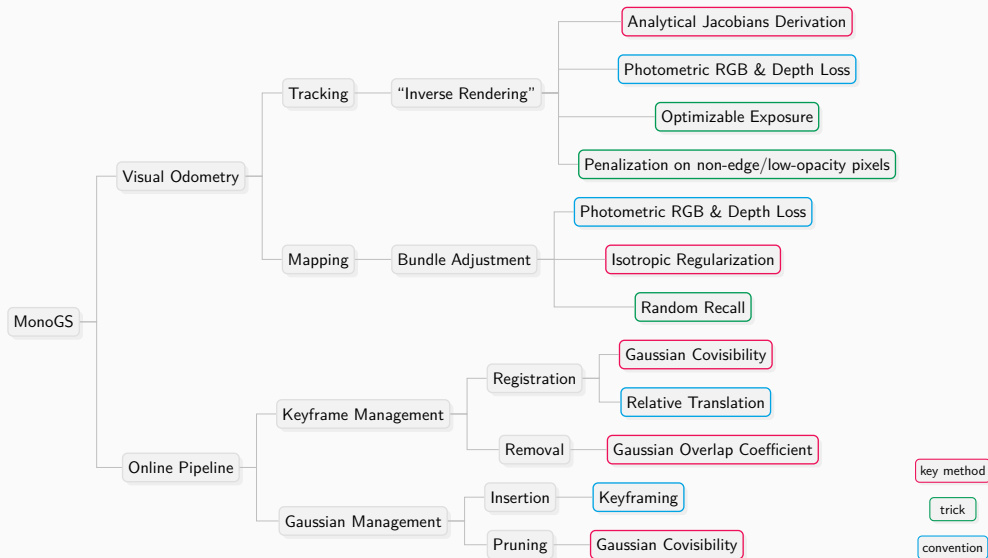 MonoGS
Visual Odometry
Tracking
“Inverse Rendering”
Analytical Jacobians Derivation
Photometric RGB & Depth Loss
Optimizable Exposure
Penalization on non-edge/low-opacity pixels
Mapping
Bundle Adjustment
Photometric RGB & Depth Loss
Isotropic Regularization
Random Recall
Online Pipeline
Keyframe Management
Registration
Gaussian Covisibility
Relative Translation
Removal
Gaussian Overlap Coefficient
Gaussian Management
Insertion
Keyframing
Pruning
Gaussian Covisibility
key method
trick
convention